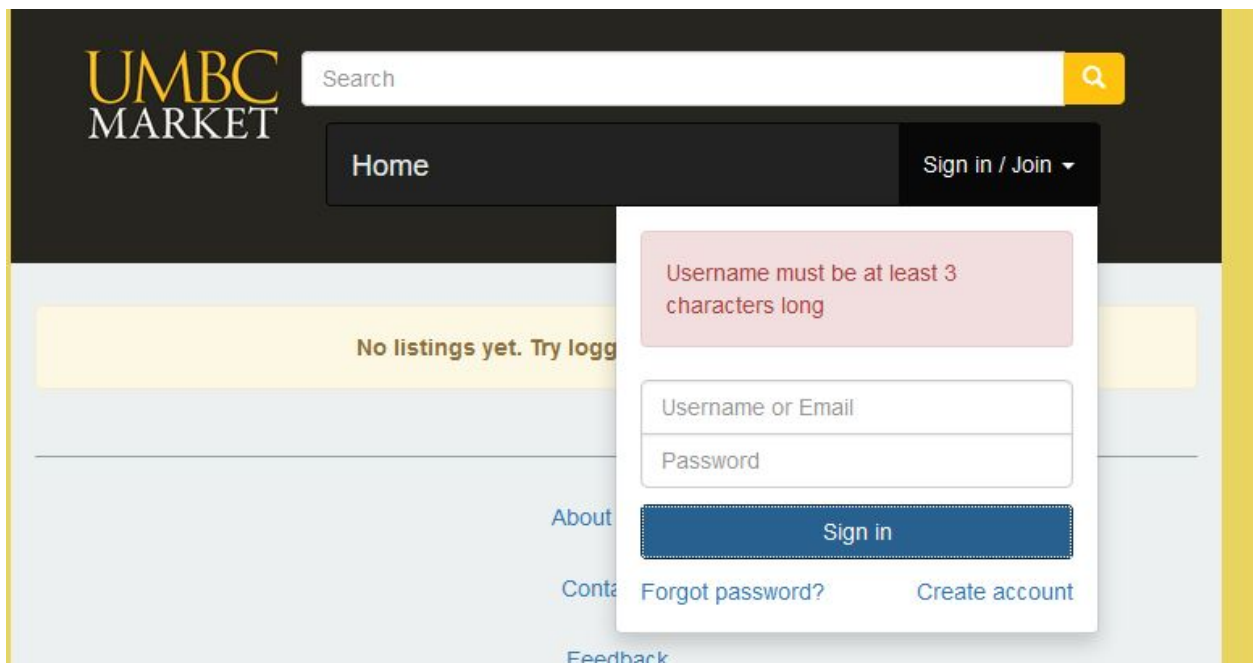 UMBC
MARKET
Search
Home
Sign in / Join
Username must be at least 3
characters long
No listings yet. Try logg
Username or Email
Password
About
Sign in
Conta
Forgot password?
Create account
Feedback